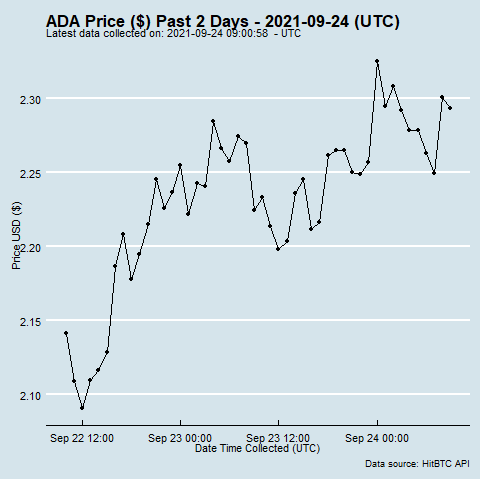 ADA Price ($) Past 2 Days - 2021-09-24 (UTC)
Latest data collected on: 2021-09-24 09:00:58 - UTC
2.30
2.25
2.20
2.15
2.10
Price USD ($)
Sep 22 12:00 Sep 23 00:00 Sep 23 12:00 Sep 24 00:00
Date Time Collected (UTC)
Data source: HitBTC API